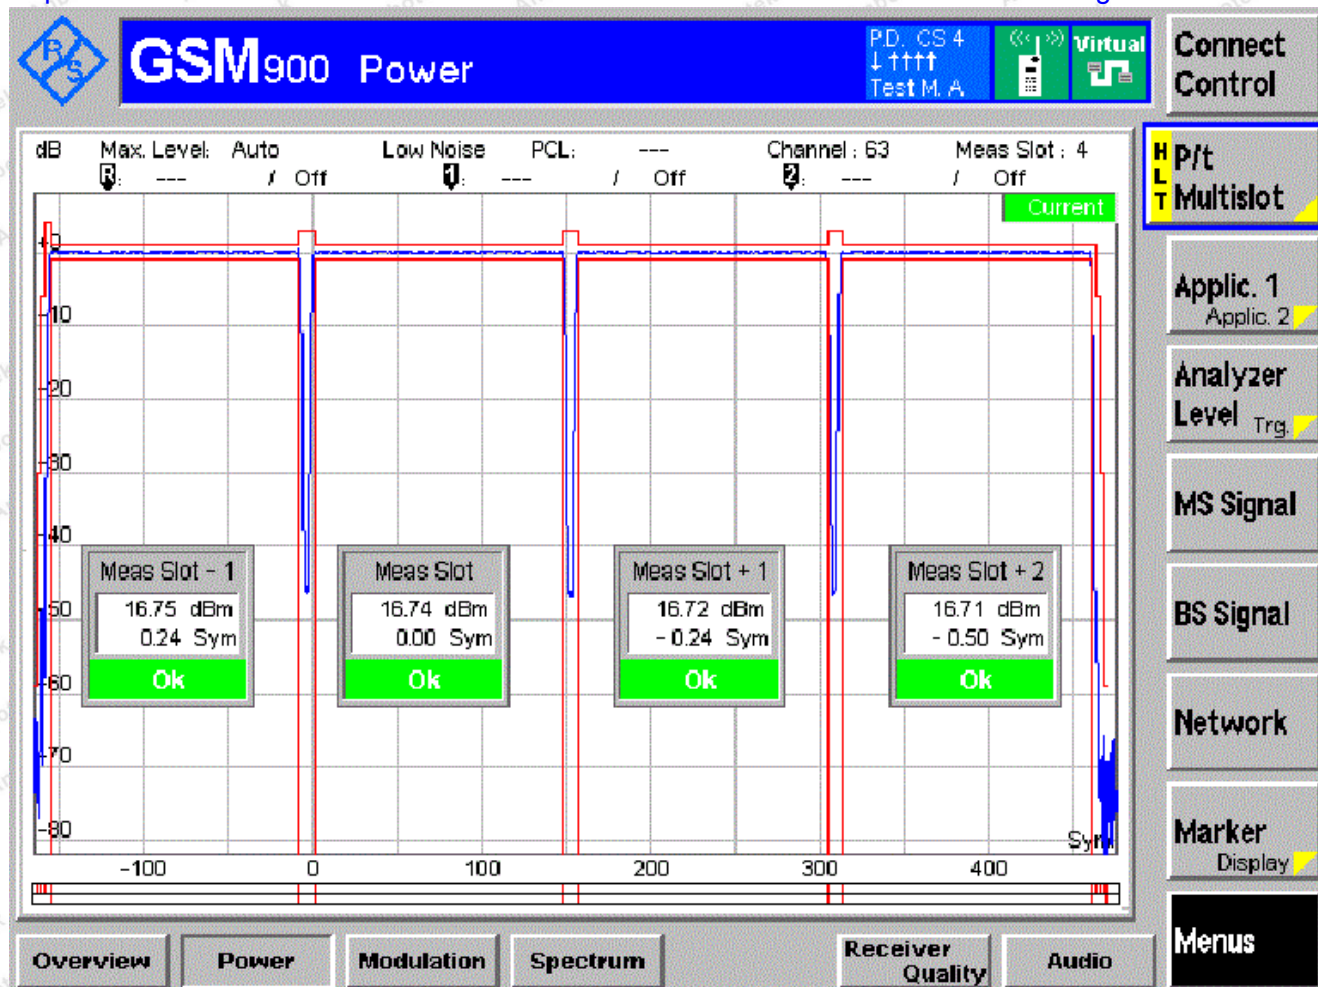 R S
GSM900 Power
P.D. CS 4
↓ ↑↑↑↑
Test M. A.
Virtual
Connect
Control
dB Max. Level: Auto Low Noise PCL: --- Channel : 63 Meas Slot : 4
R: --- / Off 1: --- / Off 2: --- / Off
Current
HLT
P/t
Multislot
Applic. 1
Applic. 2
Analyzer
Level Trg.
MS Signal
BS Signal
Network
Marker
Display
Menus
+0
-10
-20
-30
-40
-50
-60
-70
-80
Meas Slot - 1
16.75 dBm
0.24 Sym
Ok
Meas Slot
16.74 dBm
0.00 Sym
Ok
Meas Slot + 1
16.72 dBm
- 0.24 Sym
Ok
Meas Slot + 2
16.71 dBm
- 0.50 Sym
Ok
Sym
-100 0 100 200 300 400
Overview Power Modulation Spectrum Receiver Quality Audio